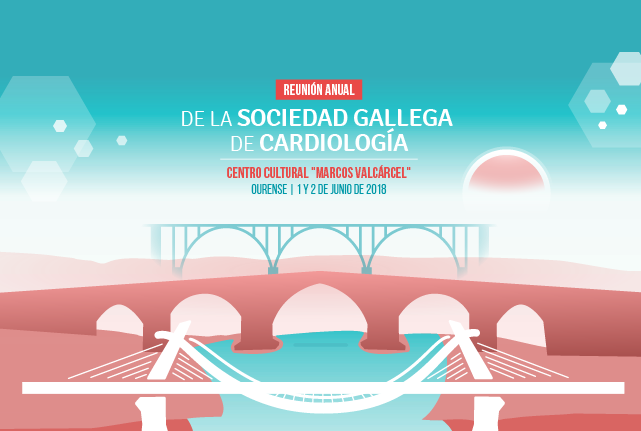 REUNIÓN ANUAL
DE LA SOCIEDAD GALLEGA
DE CARDIOLOGÍA
CENTRO CULTURAL "MARCOS VALCÁRCEL"
OURENSE | 1 Y 2 DE JUNIO DE 2018